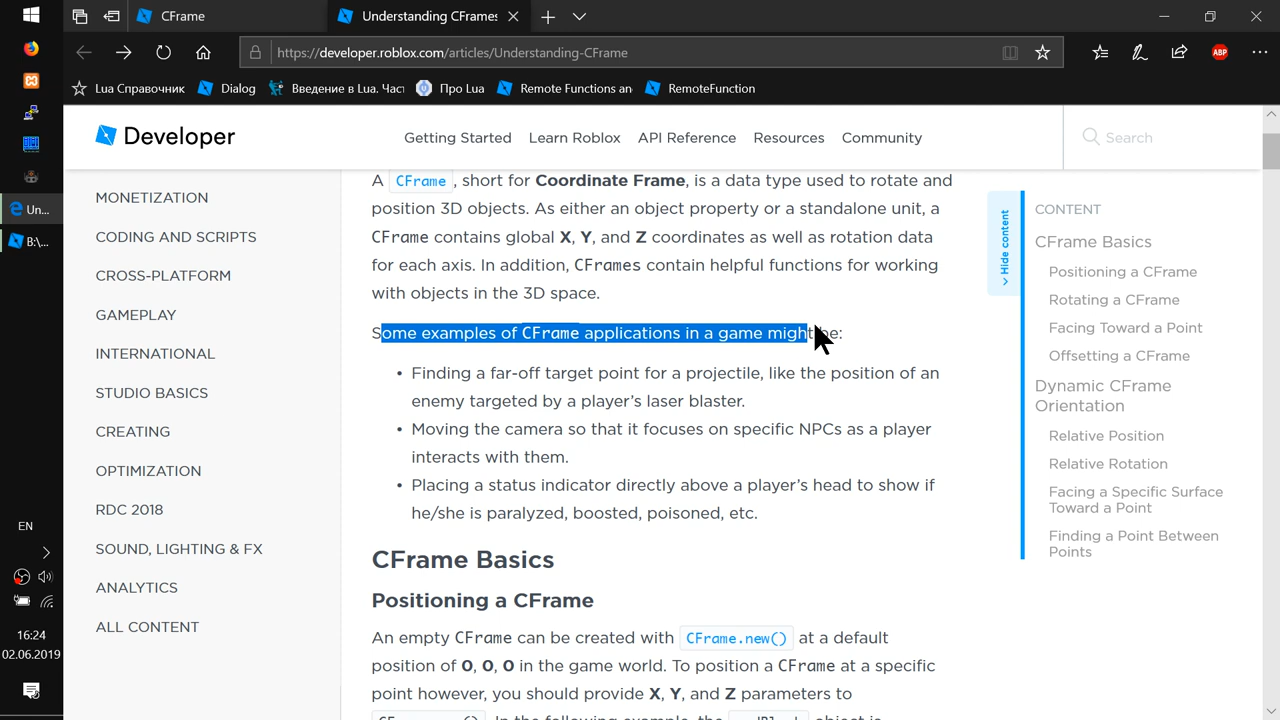 CFrame
Understanding CFrames
https://developer.roblox.com/articles/Understanding-CFrame
ABP
Lua Справочник
Dialog
Введение в Lua. Част
Про Lua
Remote Functions an
RemoteFunction
Un...
B:\...
EN
16:24
02.06.2019
Developer
Getting Started
Learn Roblox
API Reference
Resources
Community
Search
MONETIZATION
CODING AND SCRIPTS
CROSS-PLATFORM
GAMEPLAY
INTERNATIONAL
STUDIO BASICS
CREATING
OPTIMIZATION
RDC 2018
SOUND, LIGHTING & FX
ANALYTICS
ALL CONTENT
A CFrame, short for Coordinate Frame, is a data type used to rotate and
position 3D objects. As either an object property or a standalone unit, a
CFrame contains global X, Y, and Z coordinates as well as rotation data
for each axis. In addition, CFrames contain helpful functions for working
with objects in the 3D space.
Some examples of CFrame applications in a game might be:
• Finding a far-off target point for a projectile, like the position of an
enemy targeted by a player's laser blaster.
• Moving the camera so that it focuses on specific NPCs as a player
interacts with them.
• Placing a status indicator directly above a player's head to show if
he/she is paralyzed, boosted, poisoned, etc.
CFrame Basics
Positioning a CFrame
An empty CFrame can be created with CFrame.new() at a default
position of 0, 0, 0 in the game world. To position a CFrame at a specific
point however, you should provide X, Y, and Z parameters to
Hide content
CONTENT
CFrame Basics
Positioning a CFrame
Rotating a CFrame
Facing Toward a Point
Offsetting a CFrame
Dynamic CFrame
Orientation
Relative Position
Relative Rotation
Facing a Specific Surface
Toward a Point
Finding a Point Between
Points